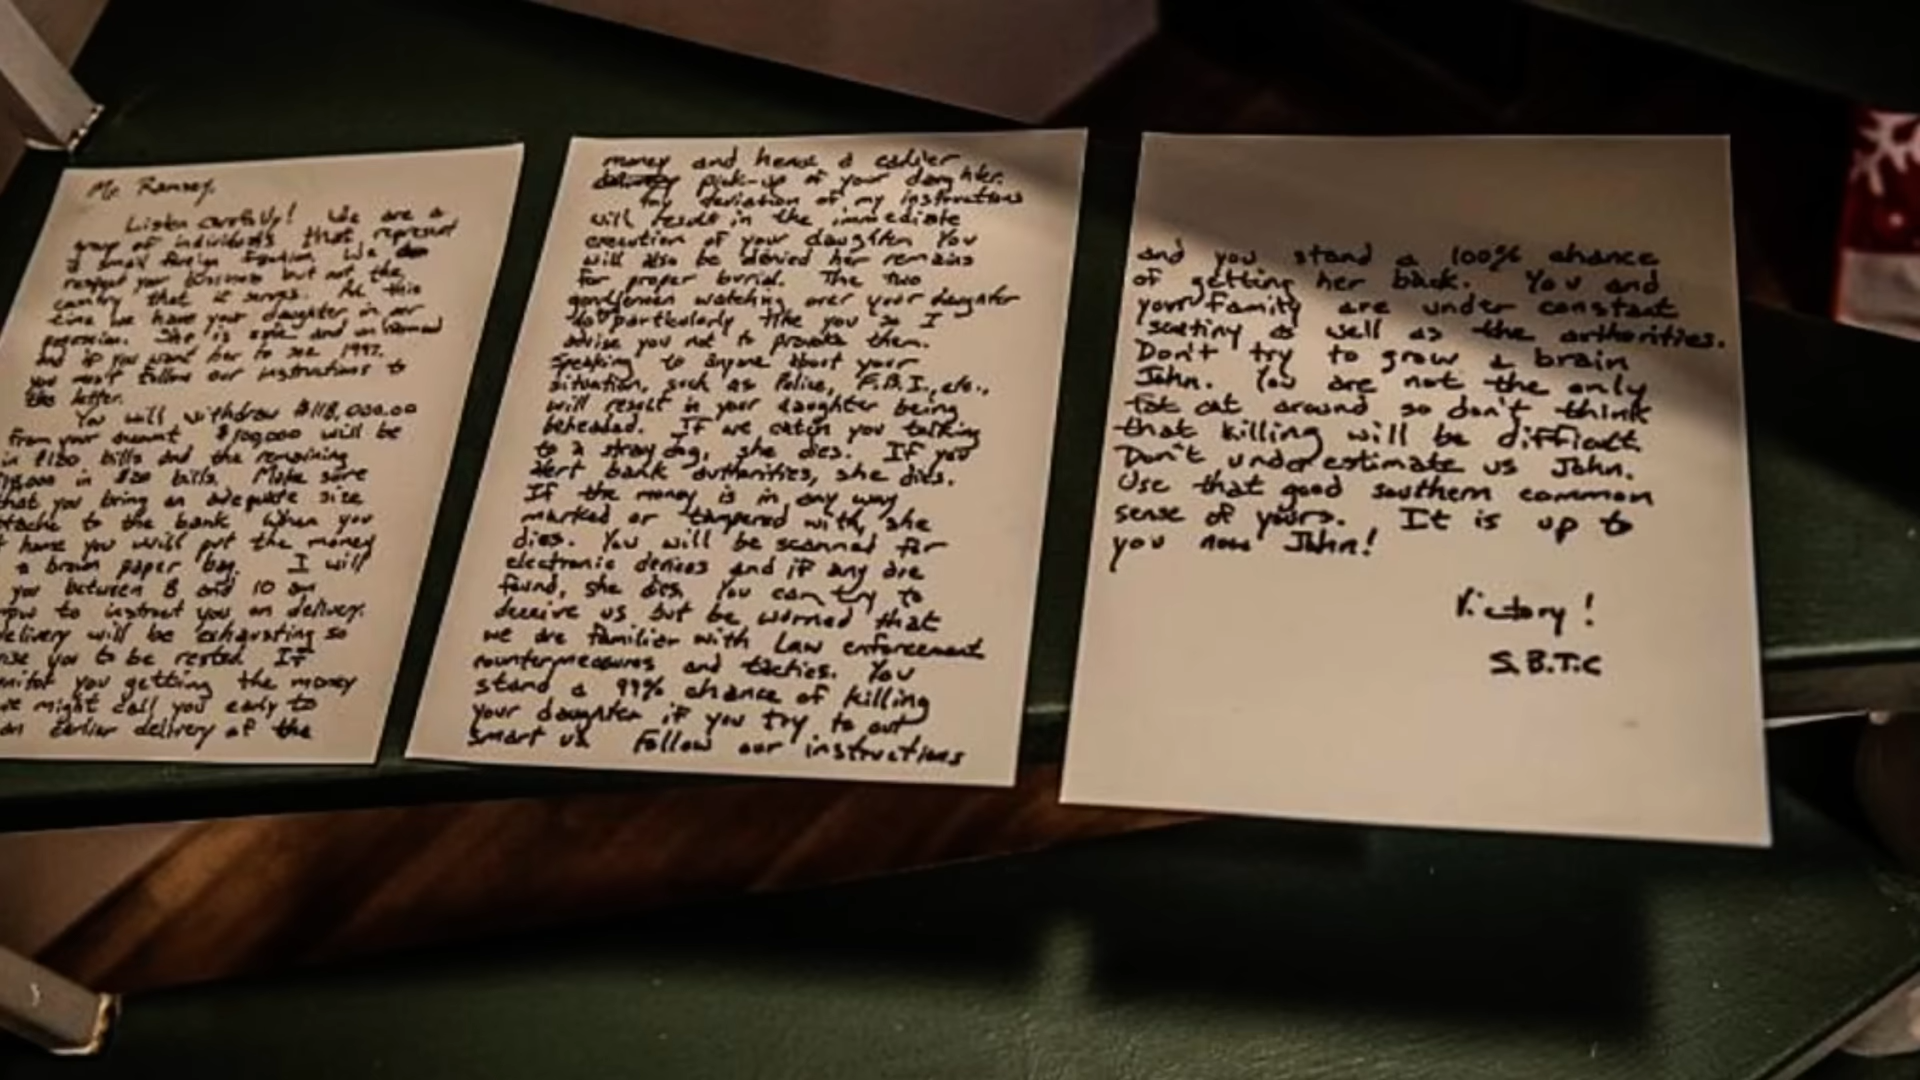 Mr. Ramsey,
Listen Carefully! We are a
group of individuals that represent
a small foreign faction. We do
respect your business but not the
country that it serves. At this
time we have your daughter in our
possession. She is safe and unharmed
and if you want her to see 1997,
you must follow our instructions to
the letter.
You will withdraw $118,000.00
from your account. $100,000 will be
in $100 bills and the remaining
$18,000 in $20 bills. Make sure
that you bring an adequate size
attache to the bank. When you
home you will put the money
a brown paper bag. I will
you between 8 and 10 am
to instruct you on delivery.
delivery will be exhausting so
you to be rested. If
you getting the money
might call you early to
an earlier delivery of the
money and hence a earlier
delivery pick-up of your daughter.
Any deviation of my instructions
will result in the immediate
execution of your daughter. You
will also be denied her remains
for proper burial. The two
gentlemen watching over your daughter
do particularly like you so I
advise you not to provoke them.
Speaking to anyone about your
situation, such as Police, F.B.I., etc.,
will result in your daughter being
beheaded. If we catch you talking
to a stray dog, she dies. If you
alert bank authorities, she dies.
If the money is in any way
marked or tampered with, she
dies. You will be scanned for
electronic devices and if any are
found, she dies. You can try to
deceive us but be warned that
we are familiar with Law enforcement
countermeasures and tactics. You
stand a 99% chance of killing
your daughter if you try to out
smart us. Follow our instructions
and you stand a 100% chance
of getting her back. You and
your family are under constant
scutiny as well as the authorities.
Don't try to grow a brain
John. You are not the only
fat cat around so don't think
that killing will be difficult.
Don't underestimate us John.
Use that good southern common
sense of yours. It is up to
you now John!
Victory!
S.B.T.C